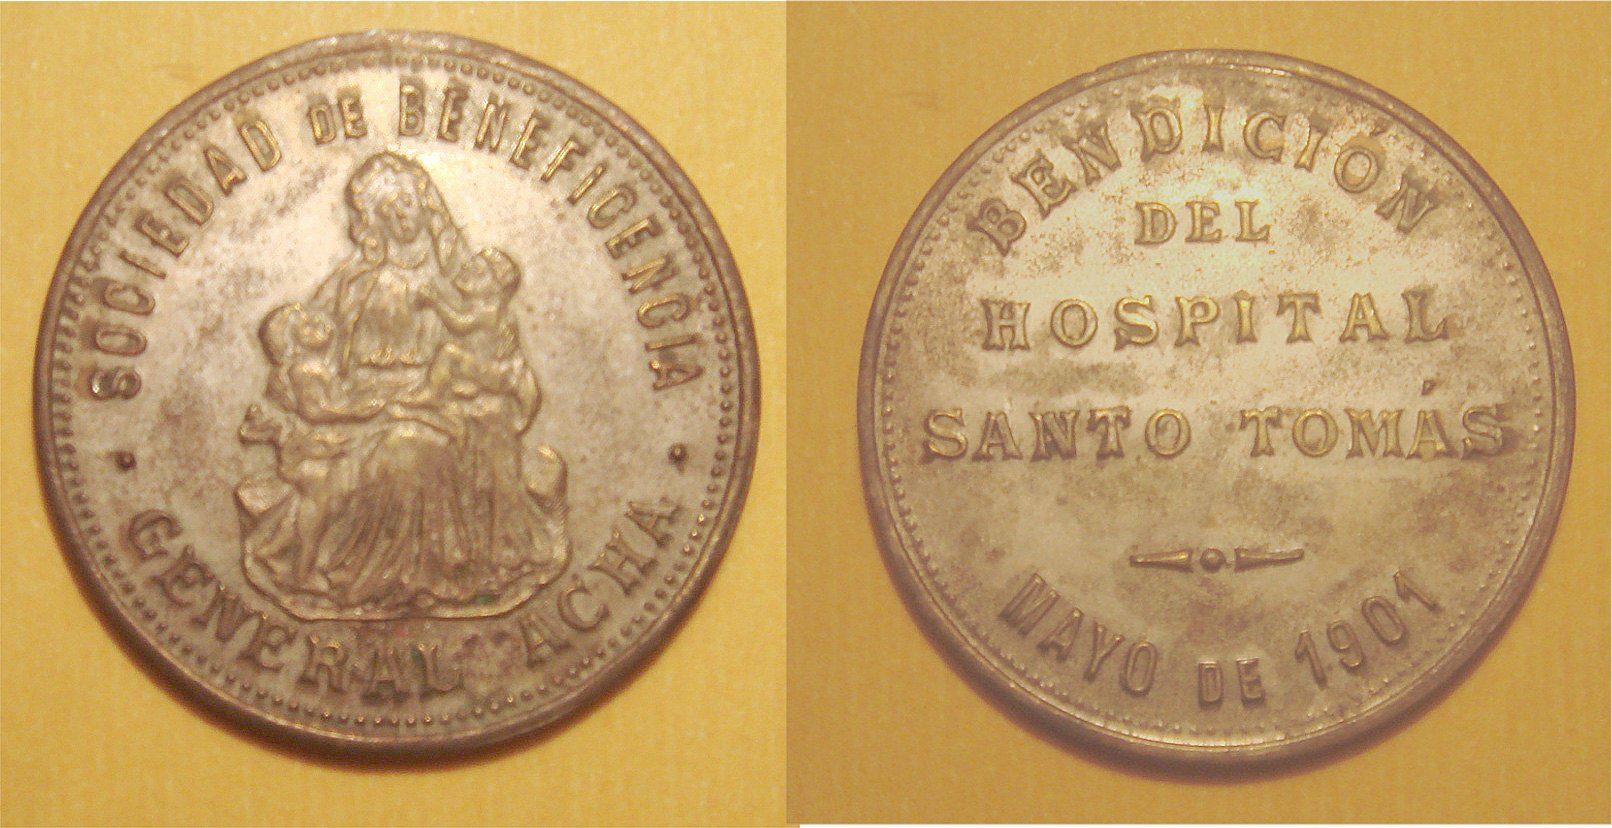 SOCIEDAD DE BENEFICENCIA
GENERAL ACHA
BENDICIÓN
DEL
HOSPITAL
SANTO TOMÁS
MAYO DE 1901